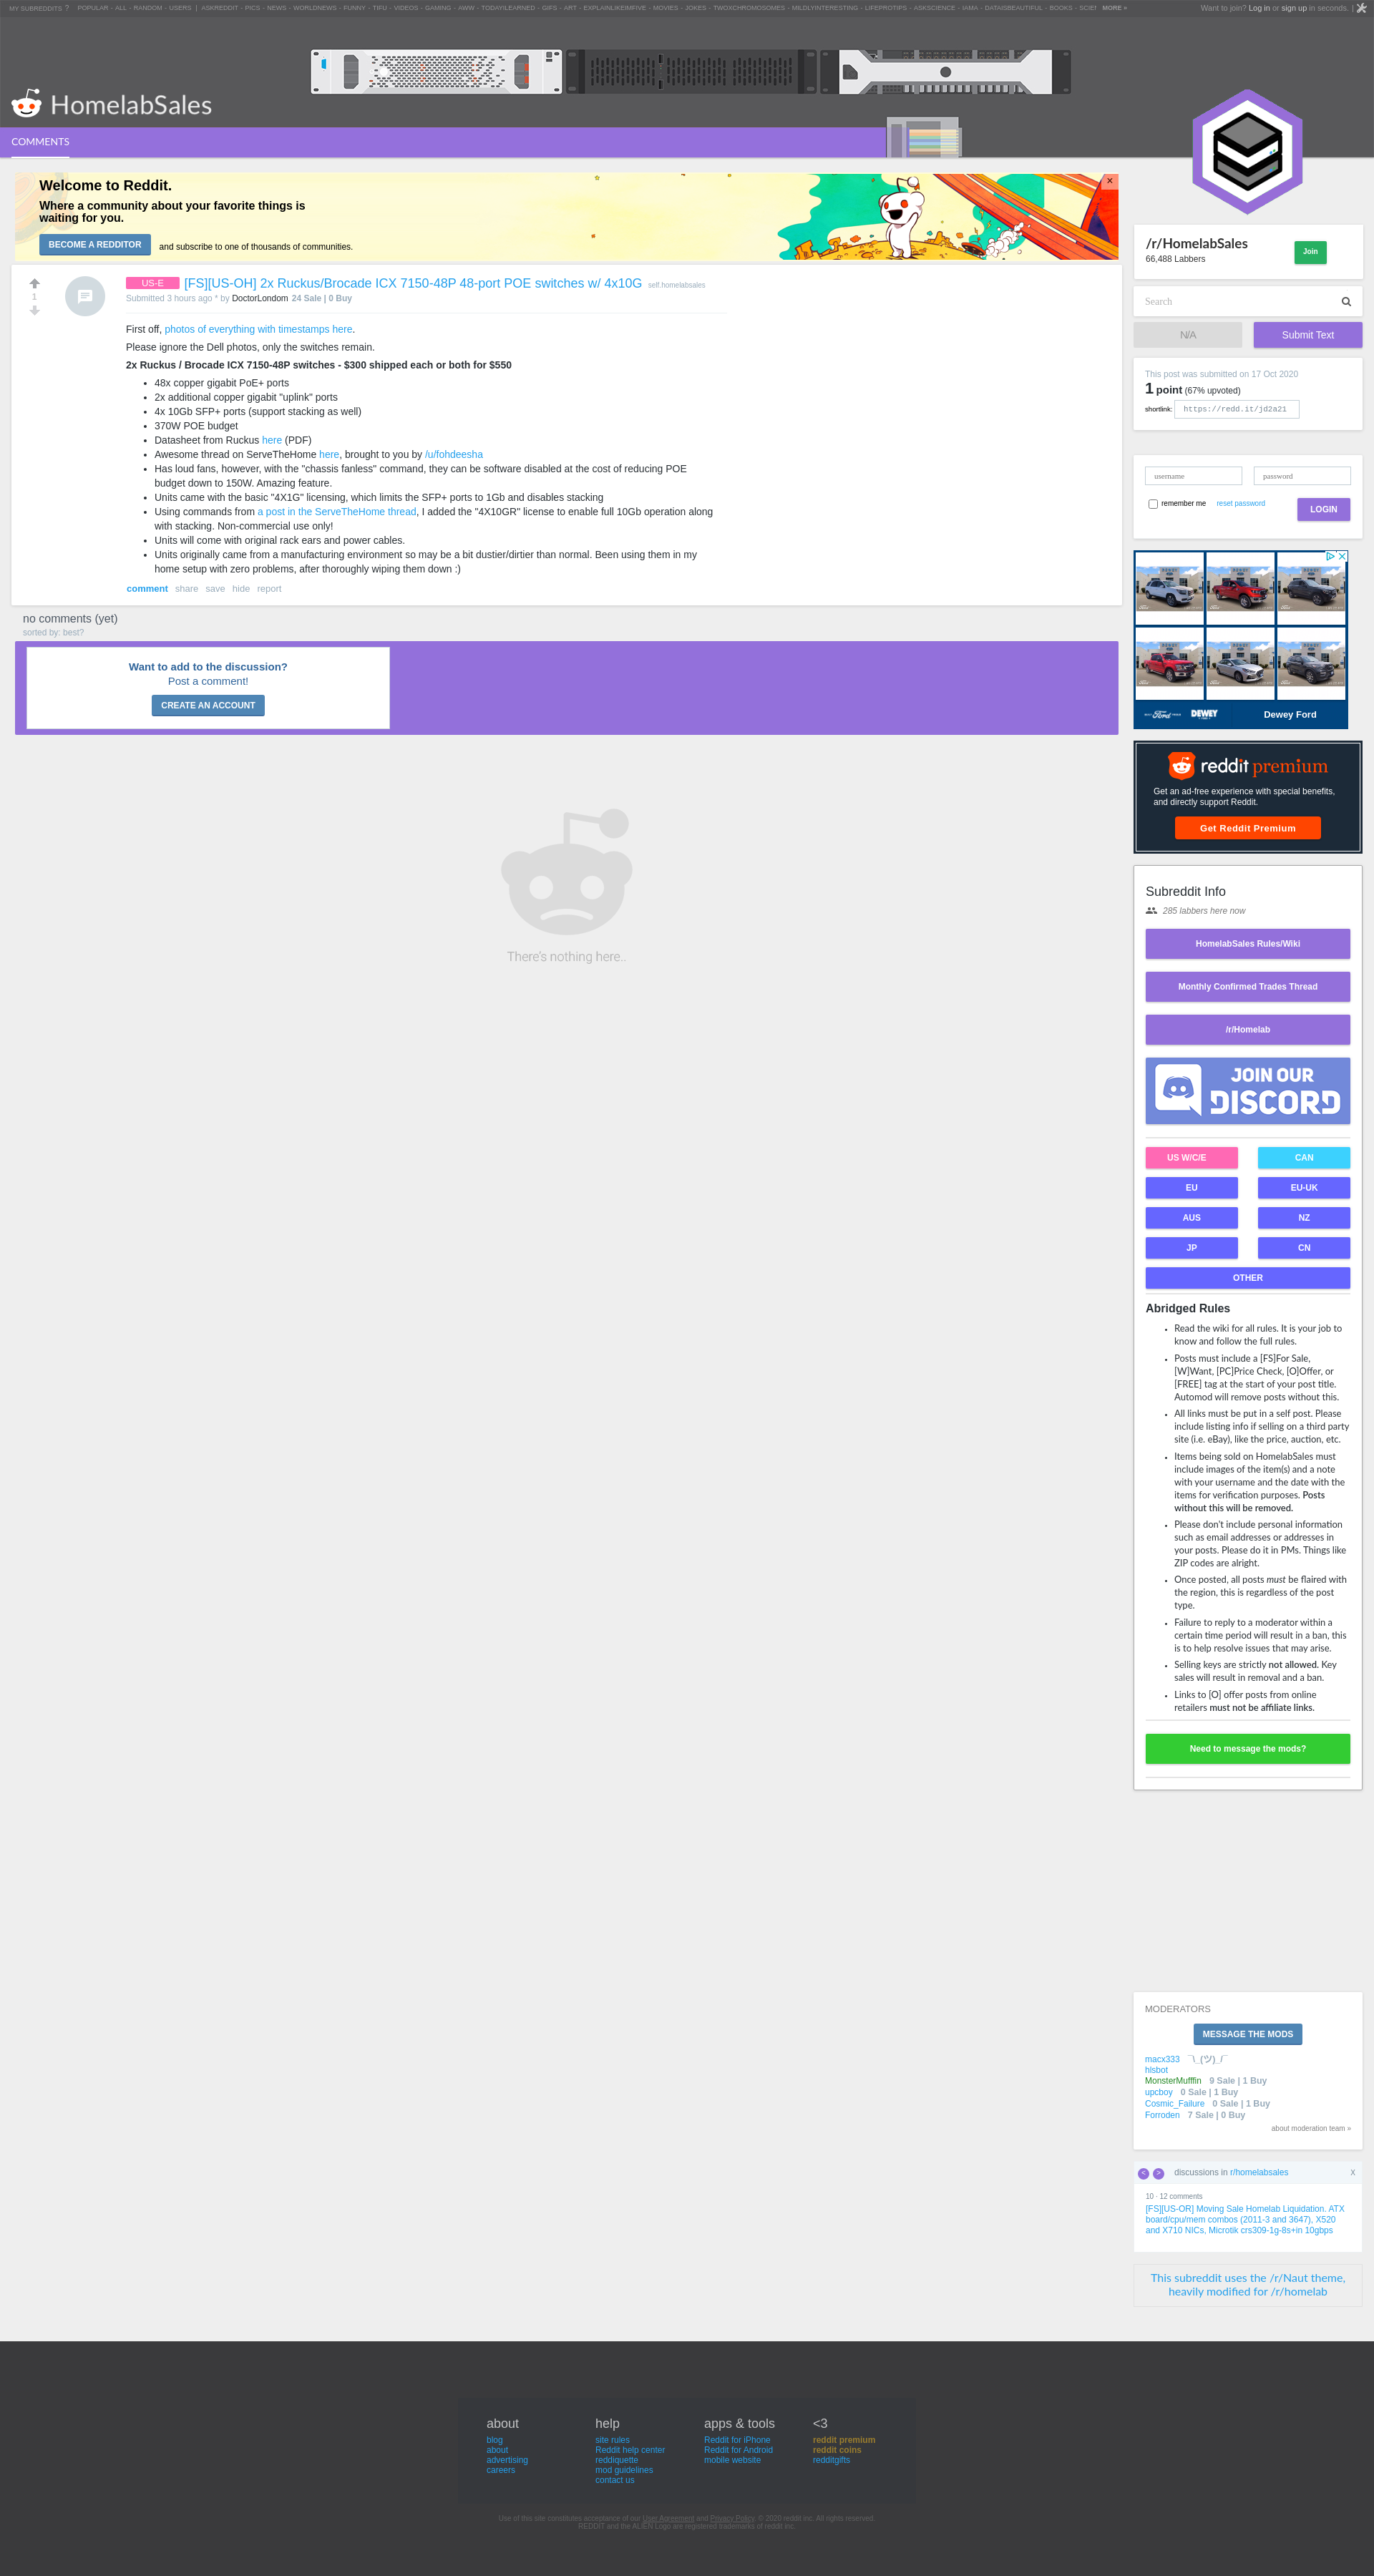 MY SUBREDDITS ? POPULAR - ALL - RANDOM - USERS | ASKREDDIT - PICS - NEWS - WORLDNEWS - FUNNY - TIFU - VIDEOS - GAMING - AWW - TODAYILEARNED - GIFS - ART - EXPLAINLIKEIMFIVE - MOVIES - JOKES - TWOXCHROMOSOMES - MILDLYINTERESTING - LIFEPROTIPS - ASKSCIENCE - IAMA - DATAISBEAUTIFUL - BOOKS - SCIE MORE »
Want to join? Log in or sign up in seconds. |
HomelabSales
COMMENTS
Welcome to Reddit.
Where a community about your favorite things is
waiting for you.
BECOME A REDDITOR and subscribe to one of thousands of communities.
×
1
US-E [FS][US-OH] 2x Ruckus/Brocade ICX 7150-48P 48-port POE switches w/ 4x10G self.homelabsales
Submitted 3 hours ago * by DoctorLondom 24 Sale | 0 Buy
First off, photos of everything with timestamps here.
Please ignore the Dell photos, only the switches remain.
2x Ruckus / Brocade ICX 7150-48P switches - $300 shipped each or both for $550
• 48x copper gigabit PoE+ ports
• 2x additional copper gigabit "uplink" ports
• 4x 10Gb SFP+ ports (support stacking as well)
• 370W POE budget
• Datasheet from Ruckus here (PDF)
• Awesome thread on ServeTheHome here, brought to you by /u/fohdeesha
• Has loud fans, however, with the "chassis fanless" command, they can be software disabled at the cost of reducing POE
budget down to 150W. Amazing feature.
• Units came with the basic "4X1G" licensing, which limits the SFP+ ports to 1Gb and disables stacking
• Using commands from a post in the ServeTheHome thread, I added the "4X10GR" license to enable full 10Gb operation along
with stacking. Non-commercial use only!
• Units will come with original rack ears and power cables.
• Units originally came from a manufacturing environment so may be a bit dustier/dirtier than normal. Been using them in my
home setup with zero problems, after thoroughly wiping them down :)
comment share save hide report
no comments (yet)
sorted by: best?
Want to add to the discussion?
Post a comment!
CREATE AN ACCOUNT
There's nothing here..
/r/HomelabSales
66,488 Labbers
Join
Search
N/A
Submit Text
This post was submitted on 17 Oct 2020
1 point (67% upvoted)
shortlink: https://redd.it/jd2a21
username
password
remember me reset password LOGIN
Ford DEWEY Dewey Ford
reddit premium
Get an ad-free experience with special benefits,
and directly support Reddit.
Get Reddit Premium
Subreddit Info
285 labbers here now
HomelabSales Rules/Wiki
Monthly Confirmed Trades Thread
/r/Homelab
JOIN OUR
DISCORD
US W/C/E CAN
EU EU-UK
AUS NZ
JP CN
OTHER
Abridged Rules
• Read the wiki for all rules. It is your job to
know and follow the full rules.
• Posts must include a [FS]For Sale,
[W]Want, [PC]Price Check, [O]Offer, or
[FREE] tag at the start of your post title.
Automod will remove posts without this.
• All links must be put in a self post. Please
include listing info if selling on a third party
site (i.e. eBay), like the price, auction, etc.
• Items being sold on HomelabSales must
include images of the item(s) and a note
with your username and the date with the
items for verification purposes. Posts
without this will be removed.
• Please don't include personal information
such as email addresses or addresses in
your posts. Please do it in PMs. Things like
ZIP codes are alright.
• Once posted, all posts must be flaired with
the region, this is regardless of the post
type.
• Failure to reply to a moderator within a
certain time period will result in a ban, this
is to help resolve issues that may arise.
• Selling keys are strictly not allowed. Key
sales will result in removal and a ban.
• Links to [O] offer posts from online
retailers must not be affiliate links.
Need to message the mods?
MODERATORS
MESSAGE THE MODS
macx333 ¯\_(ツ)_/¯
hlsbot
MonsterMufffin 9 Sale | 1 Buy
upcboy 0 Sale | 1 Buy
Cosmic_Failure 0 Sale | 1 Buy
Forroden 7 Sale | 0 Buy
about moderation team »
< > discussions in r/homelabsales X
10 · 12 comments
[FS][US-OR] Moving Sale Homelab Liquidation. ATX
board/cpu/mem combos (2011-3 and 3647), X520
and X710 NICs, Microtik crs309-1g-8s+in 10gbps
This subreddit uses the /r/Naut theme,
heavily modified for /r/homelab
about
blog
about
advertising
careers
help
site rules
Reddit help center
reddiquette
mod guidelines
contact us
apps & tools
Reddit for iPhone
Reddit for Android
mobile website
<3
reddit premium
reddit coins
redditgifts
Use of this site constitutes acceptance of our User Agreement and Privacy Policy. © 2020 reddit inc. All rights reserved.
REDDIT and the ALIEN Logo are registered trademarks of reddit inc.